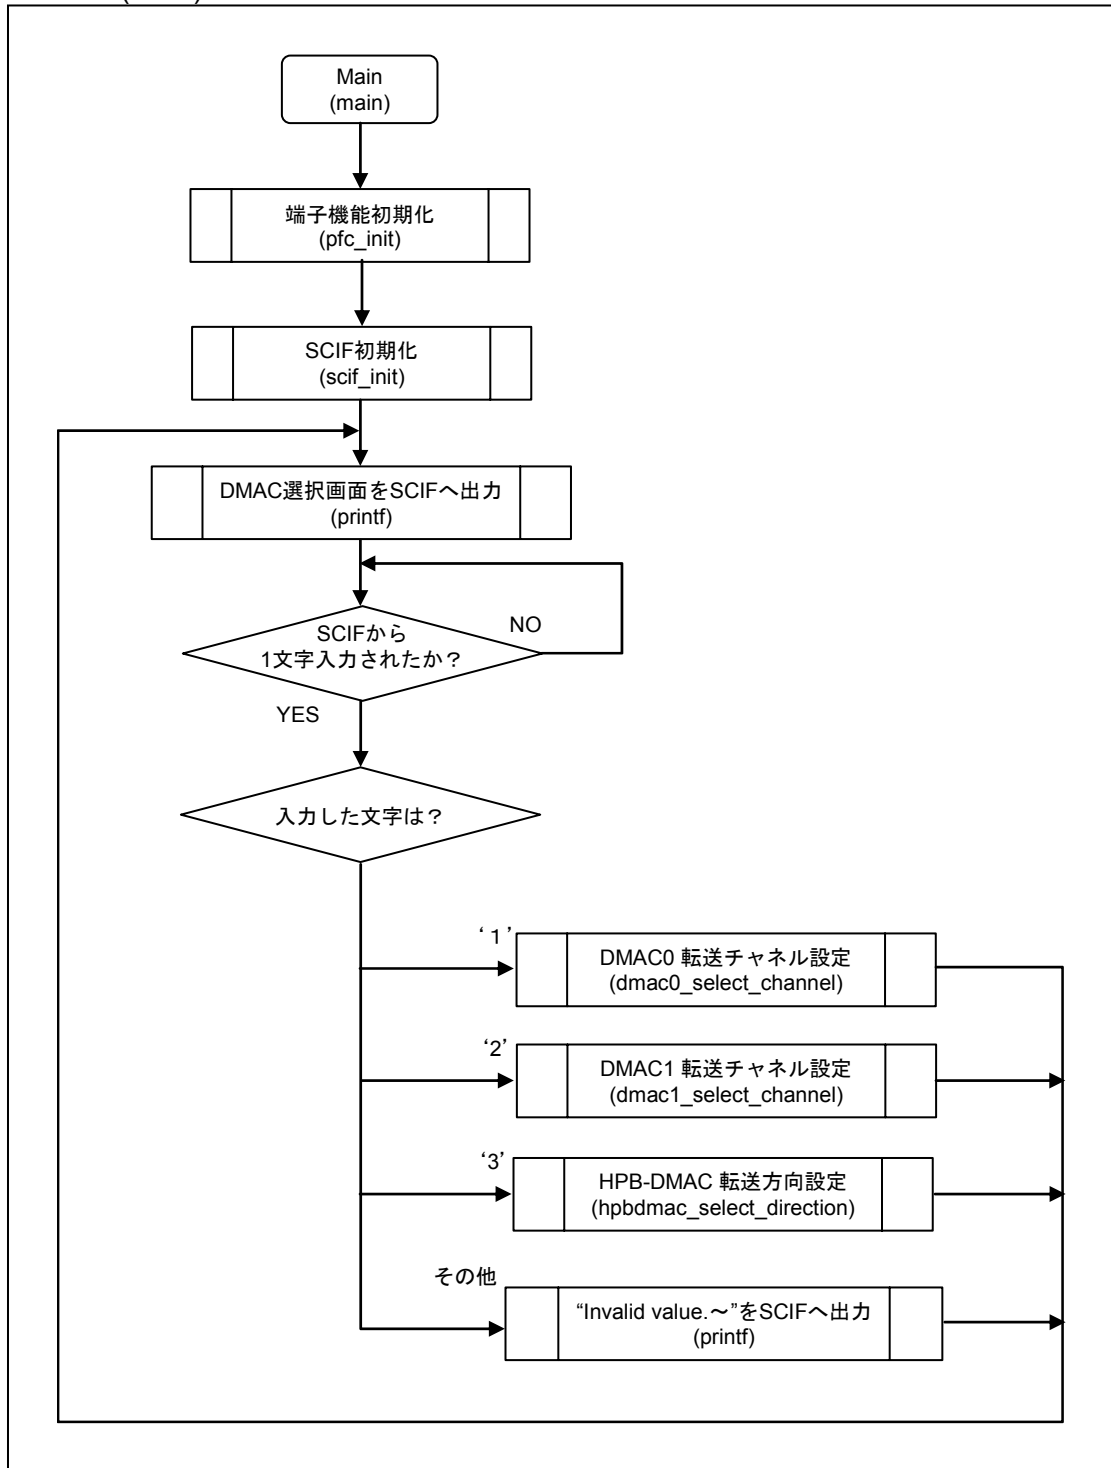 Main
(main)
端子機能初期化
(pfc_init)
SCIF初期化
(scif_init)
DMAC選択画面をSCIFへ出力
(printf)
SCIFから
1文字入力されたか？
NO
YES
入力した文字は？
‘１’
DMAC0 転送チャネル設定
(dmac0_select_channel)
‘2’
DMAC1 転送チャネル設定
(dmac1_select_channel)
‘3’
HPB-DMAC 転送方向設定
(hpbdmac_select_direction)
その他
“Invalid value.～”をSCIFへ出力
(printf)